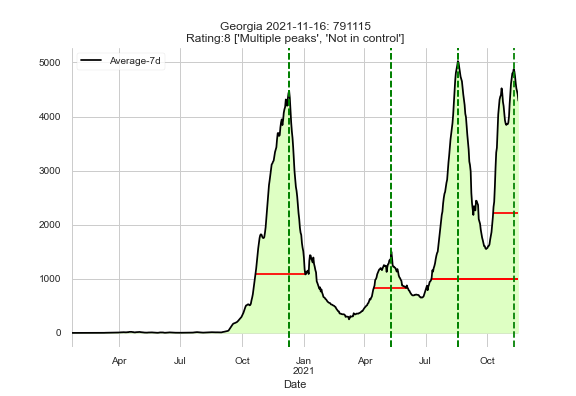 Georgia 2021-11-16: 791115
Rating:8 ['Multiple peaks', 'Not in control']
Average-7d
5000
4000
3000
2000
1000
0
Apr Jul Oct Jan Apr Jul Oct
2021
Date